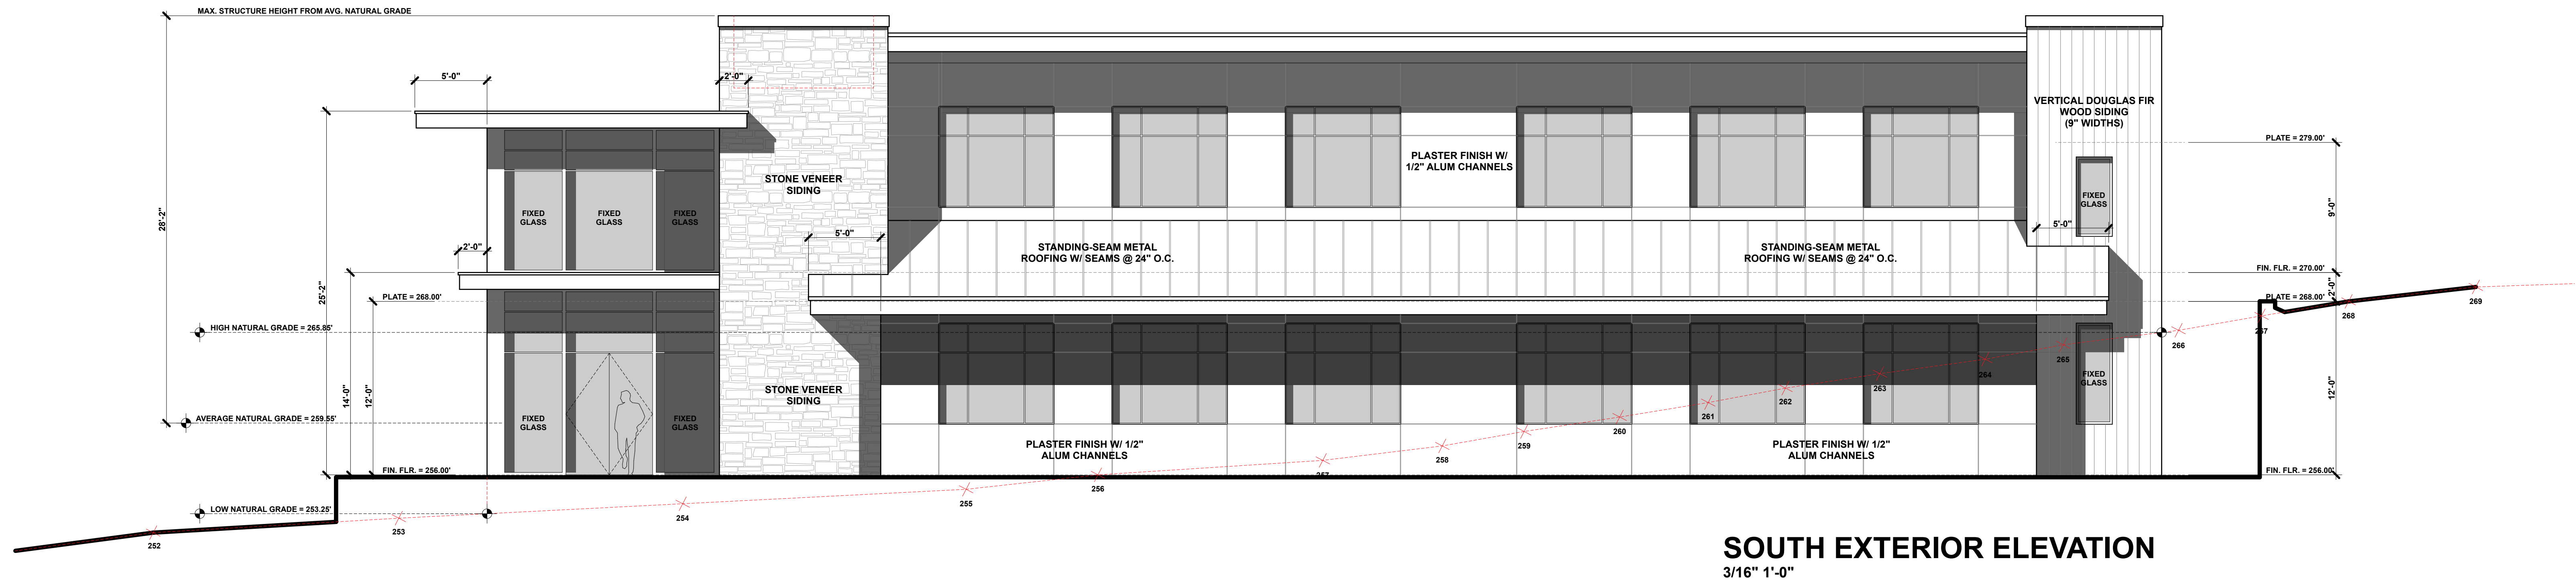 MAX. STRUCTURE HEIGHT FROM AVG. NATURAL GRADE
5'-0"
2'-0"
VERTICAL DOUGLAS FIR
WOOD SIDING
(9" WIDTHS)
PLATE = 279.00'
PLASTER FINISH W/
1/2" ALUM CHANNELS
STONE VENEER
SIDING
28'-2"
FIXED
GLASS
FIXED
GLASS
FIXED
GLASS
FIXED
GLASS
9'-0"
5'-0"
5'-0"
2'-0"
STANDING-SEAM METAL
ROOFING W/ SEAMS @ 24" O.C.
STANDING-SEAM METAL
ROOFING W/ SEAMS @ 24" O.C.
FIN. FLR. = 270.00'
25'-2"
2'-0"
PLATE = 268.00'
PLATE = 268.00'
269
268
267
266
HIGH NATURAL GRADE = 265.85'
265
264
263
262
261
260
259
258
257
256
255
254
253
252
FIXED
GLASS
14'-0"
12'-0"
12'-0"
STONE VENEER
SIDING
AVERAGE NATURAL GRADE = 259.55'
FIXED
GLASS
FIXED
GLASS
PLASTER FINISH W/ 1/2"
ALUM CHANNELS
PLASTER FINISH W/ 1/2"
ALUM CHANNELS
FIN. FLR. = 256.00'
FIN. FLR. = 256.00'
LOW NATURAL GRADE = 253.25'
SOUTH EXTERIOR ELEVATION
3/16" 1'-0"